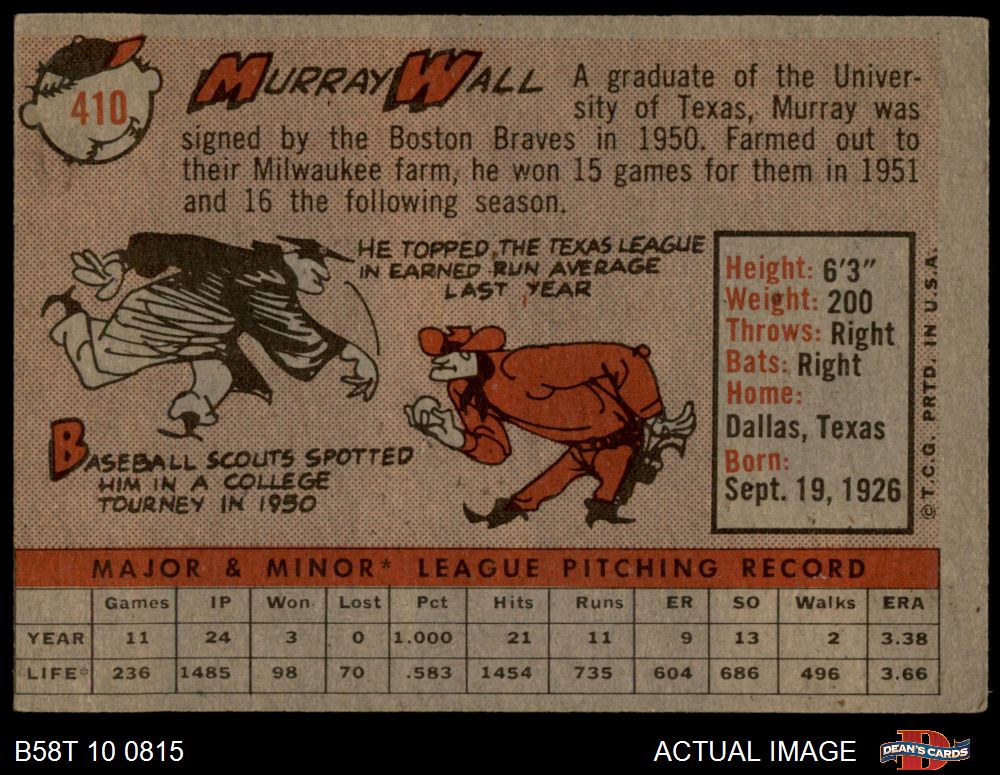 410
MURRAY WALL
A graduate of the Univer-
sity of Texas, Murray was
signed by the Boston Braves in 1950. Farmed out to
their Milwaukee farm, he won 15 games for them in 1951
and 16 the following season.
HE TOPPED THE TEXAS LEAGUE
IN EARNED RUN AVERAGE
LAST YEAR
BASEBALL SCOUTS SPOTTED
HIM IN A COLLEGE
TOURNEY IN 1950
Height: 6'3"
Weight: 200
Throws: Right
Bats: Right
Home:
Dallas, Texas
Born:
Sept. 19, 1926
©T.C.G. PRTD. IN U.S.A.
MAJOR & MINOR* LEAGUE PITCHING RECORD
Games IP Won Lost Pct Hits Runs ER SO Walks ERA
YEAR 11 24 3 0 1.000 21 11 9 13 2 3.38
LIFE* 236 1485 98 70 .583 1454 735 604 686 496 3.66
B58T 10 0815
ACTUAL IMAGE
DEAN'S CARDS